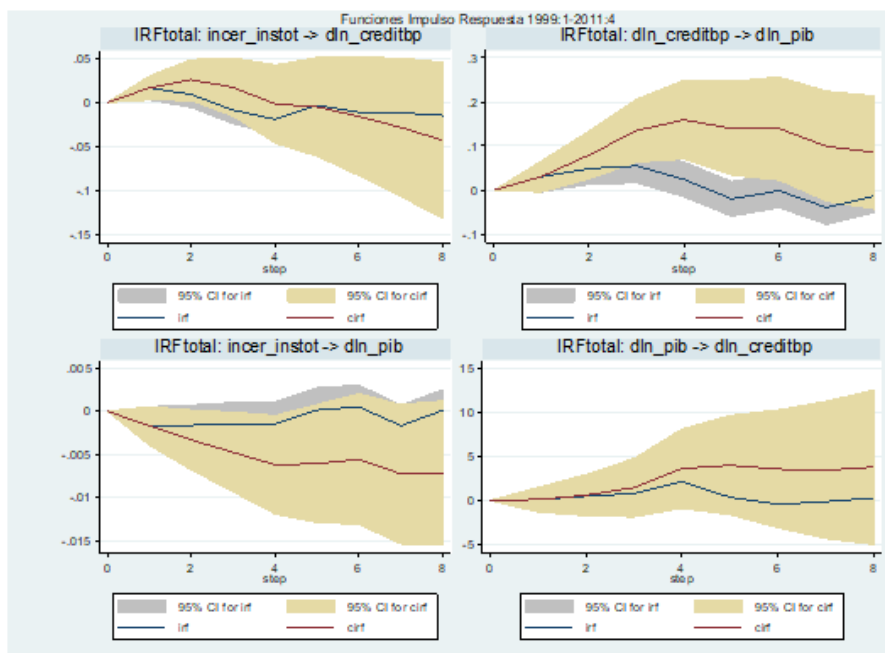 Funciones Impulso Respuesta 1999:1-2011:4
IRFtotal: incer_instot -> dln_creditbp
.05
0
-.05
-.1
-.15
0 2 4 6 8
step
95% CI for irf 95% CI for cirf
irf cirf
IRFtotal: dln_creditbp -> dln_pib
.3
.2
.1
0
-.1
0 2 4 6 8
step
95% CI for irf 95% CI for cirf
irf cirf
IRFtotal: incer_instot -> dln_pib
.005
0
-.005
-.01
-.015
0 2 4 6 8
step
95% CI for irf 95% CI for cirf
irf cirf
IRFtotal: dln_pib -> dln_creditbp
15
10
5
0
-5
0 2 4 6 8
step
95% CI for irf 95% CI for cirf
irf cirf